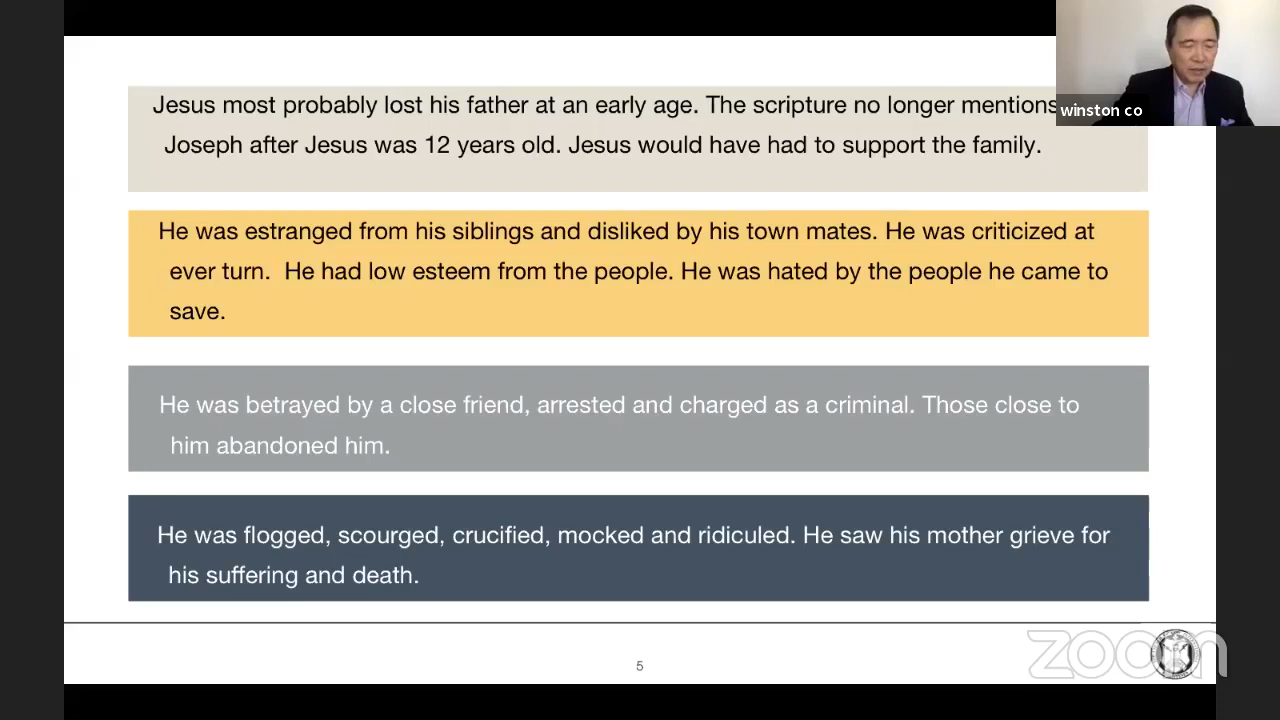 Jesus most probably lost his father at an early age. The scripture no longer mentions
Joseph after Jesus was 12 years old. Jesus would have had to support the family.
winston co
He was estranged from his siblings and disliked by his town mates. He was criticized at
ever turn.  He had low esteem from the people. He was hated by the people he came to
save.
He was betrayed by a close friend, arrested and charged as a criminal. Those close to
him abandoned him.
He was flogged, scourged, crucified, mocked and ridiculed. He saw his mother grieve for
his suffering and death.
5
zoom